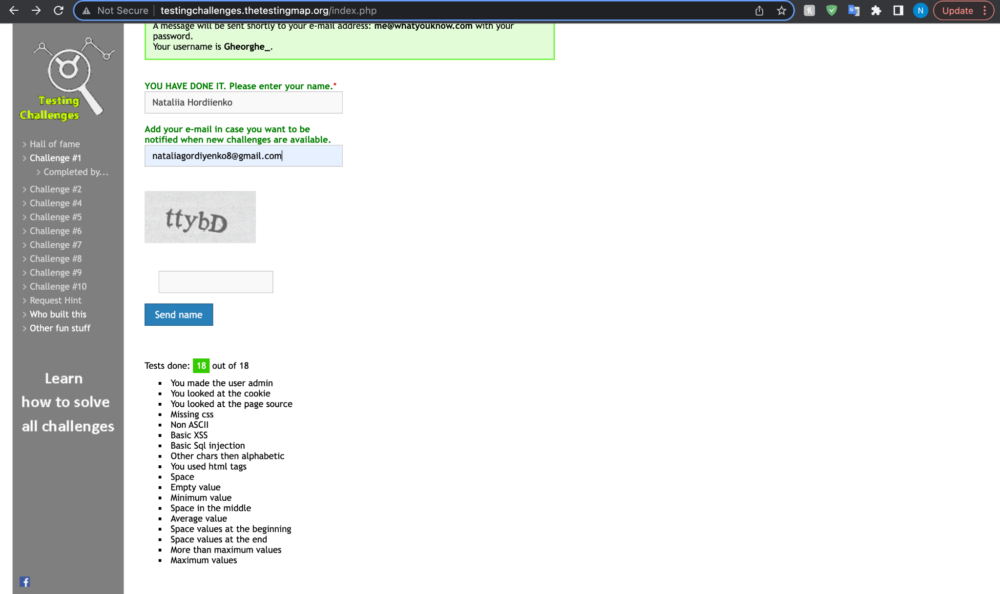 Not Secure testingchallenges.thetestingmap.org/index.php
N
Update
A message will be sent shortly to your e-mail address: me@whatyouknow.com with your
password.
Your username is Gheorghe_.
Testing
Challenges
Hall of fame
Challenge #1
Completed by...
Challenge #2
Challenge #4
Challenge #5
Challenge #6
Challenge #7
Challenge #8
Challenge #9
Challenge #10
Request Hint
Who built this
Other fun stuff
Learn
how to solve
all challenges
YOU HAVE DONE IT. Please enter your name.*
Nataliia Hordiienko
Add your e-mail in case you want to be
notified when new challenges are available.
nataliagordiyenko8@gmail.com
ttybD
Send name
Tests done: 18 out of 18
You made the user admin
You looked at the cookie
You looked at the page source
Missing css
Non ASCII
Basic XSS
Basic Sql injection
Other chars then alphabetic
You used html tags
Space
Empty value
Minimum value
Space in the middle
Average value
Space values at the beginning
Space values at the end
More than maximum values
Maximum values